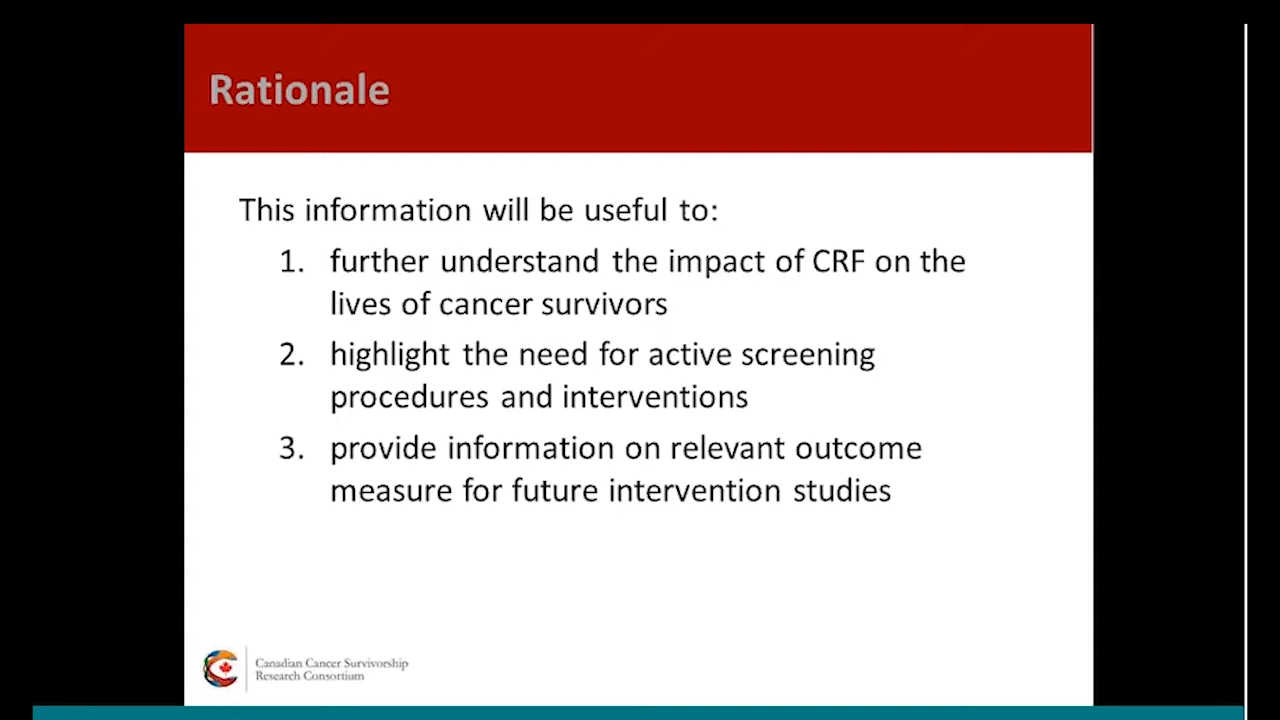 Rationale
This information will be useful to:
1. further understand the impact of CRF on the
lives of cancer survivors
2. highlight the need for active screening
procedures and interventions
3. provide information on relevant outcome
measure for future intervention studies
Canadian Cancer Survivorship
Research Consortium